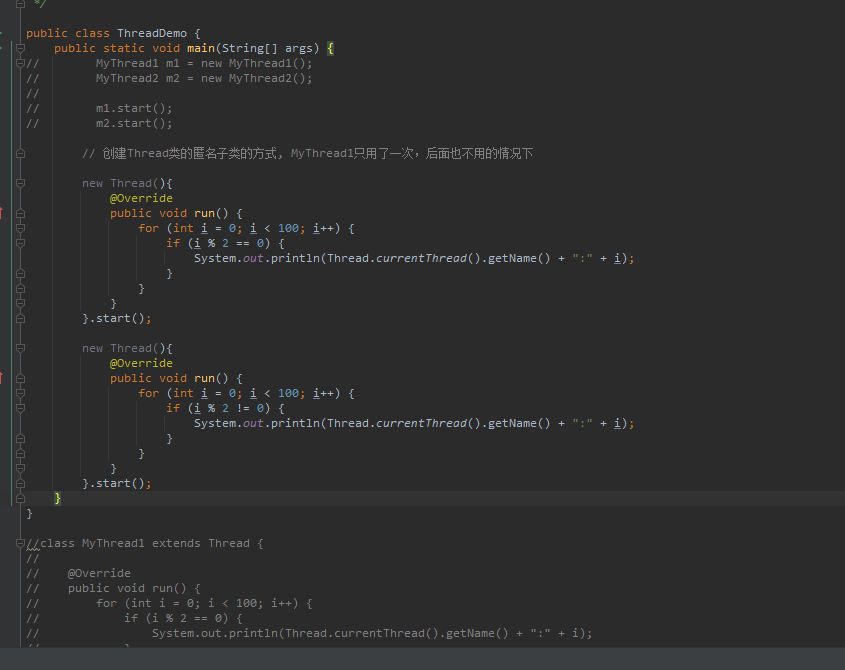 */
public class ThreadDemo {
    public static void main(String[] args) {
//        MyThread1 m1 = new MyThread1();
//        MyThread2 m2 = new MyThread2();
//
//        m1.start();
//        m2.start();
        // 创建Thread类的匿名子类的方式, MyThread1只用了一次，后面也不用的情况下
        new Thread(){
            @Override
            public void run() {
                for (int i = 0; i < 100; i++) {
                    if (i % 2 == 0) {
                        System.out.println(Thread.currentThread().getName() + ":" + i);
                    }
                }
            }
        }.start();
        new Thread(){
            @Override
            public void run() {
                for (int i = 0; i < 100; i++) {
                    if (i % 2 != 0) {
                        System.out.println(Thread.currentThread().getName() + ":" + i);
                    }
                }
            }
        }.start();
    }
}
//class MyThread1 extends Thread {
//
//    @Override
//    public void run() {
//        for (int i = 0; i < 100; i++) {
//            if (i % 2 == 0) {
//                System.out.println(Thread.currentThread().getName() + ":" + i);
//            }